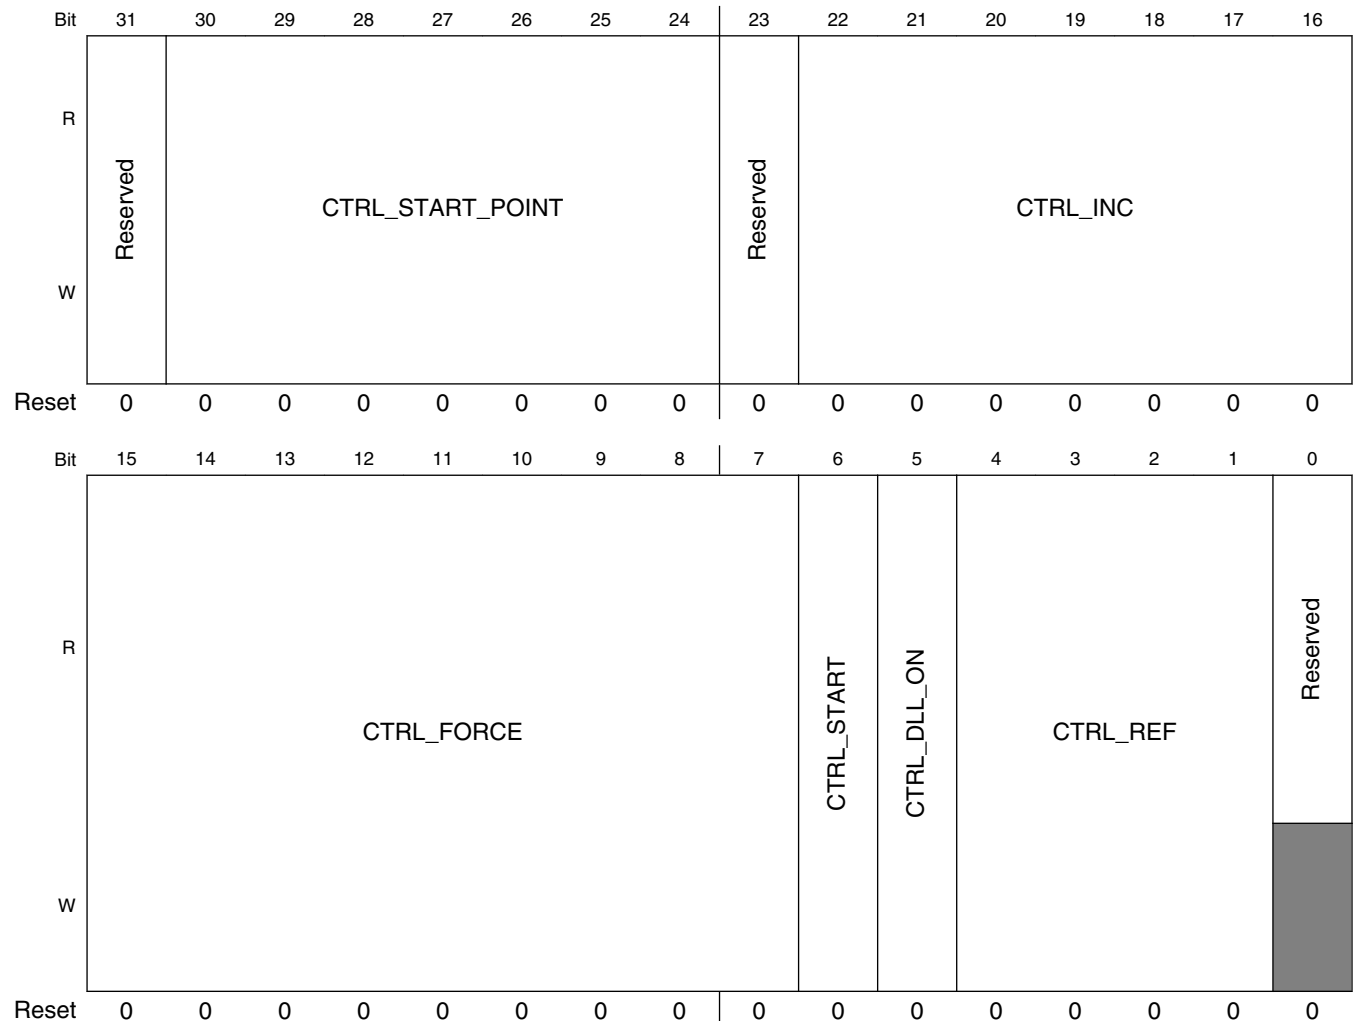 Bit 31 30 29 28 27 26 25 24 23 22 21 20 19 18 17 16
R
Reserved
CTRL_START_POINT
Reserved
CTRL_INC
W
Reset 0 0 0 0 0 0 0 0 0 0 0 0 0 0 0 0
Bit 15 14 13 12 11 10 9 8 7 6 5 4 3 2 1 0
R
CTRL_FORCE
CTRL_START
CTRL_DLL_ON
CTRL_REF
Reserved
W
Reset 0 0 0 0 0 0 0 0 0 0 0 0 0 0 0 0